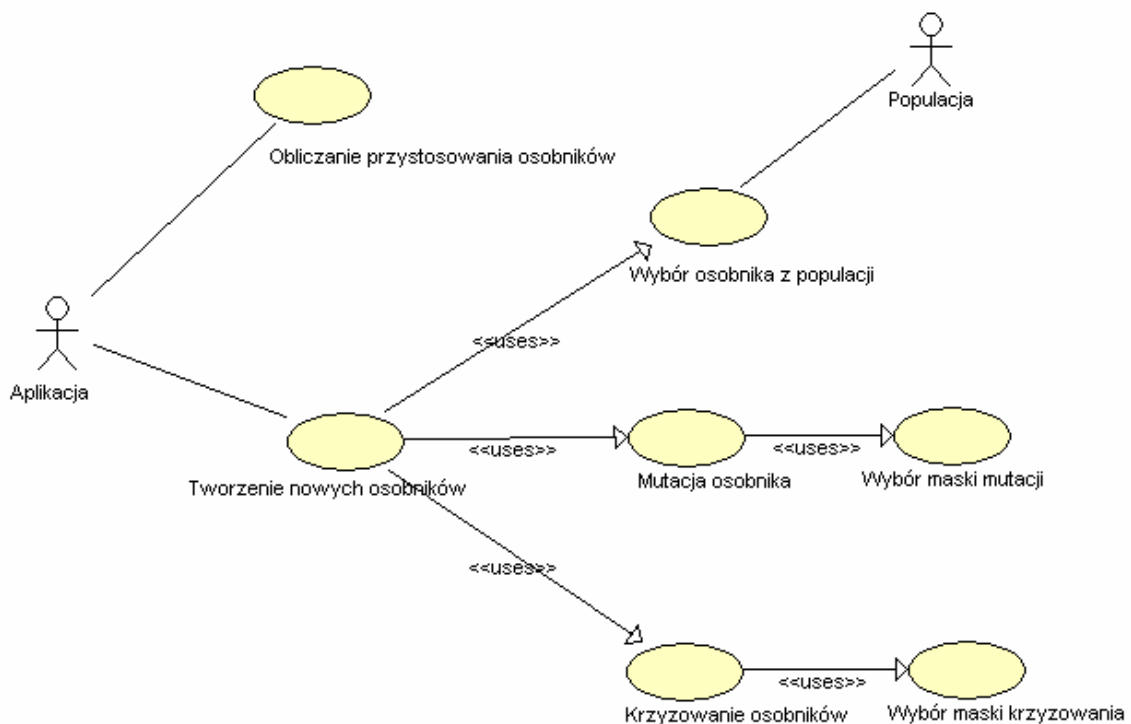 Populacja
Obliczanie przystosowania osobników
Wybór osobnika z populacji
<<uses>>
Aplikacja
<<uses>>
<<uses>>
Tworzenie nowych osobników
Mutacja osobnika
Wybór maski mutacji
<<uses>>
<<uses>>
Krzyzowanie osobników
Wybór maski krzyzowania